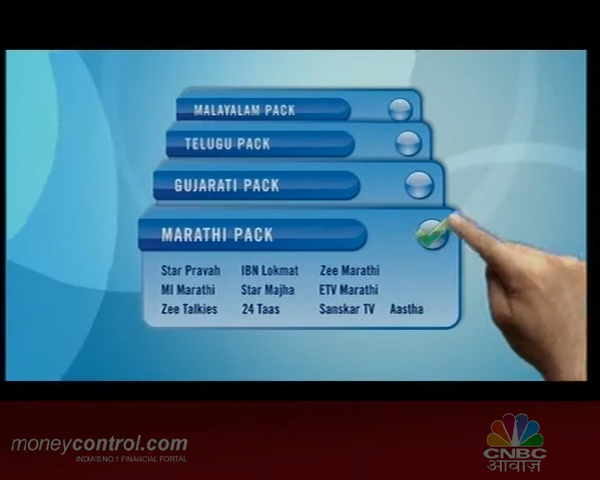 MALAYALAM PACK
TELUGU PACK
GUJARATI PACK
MARATHI PACK
Star Pravah IBN Lokmat Zee Marathi
MI Marathi Star Majha ETV Marathi
Zee Talkies 24 Taas Sanskar TV Aastha
moneycontrol.com
INDIA'S NO.1 FINANCIAL PORTAL
CNBC
आवाज़